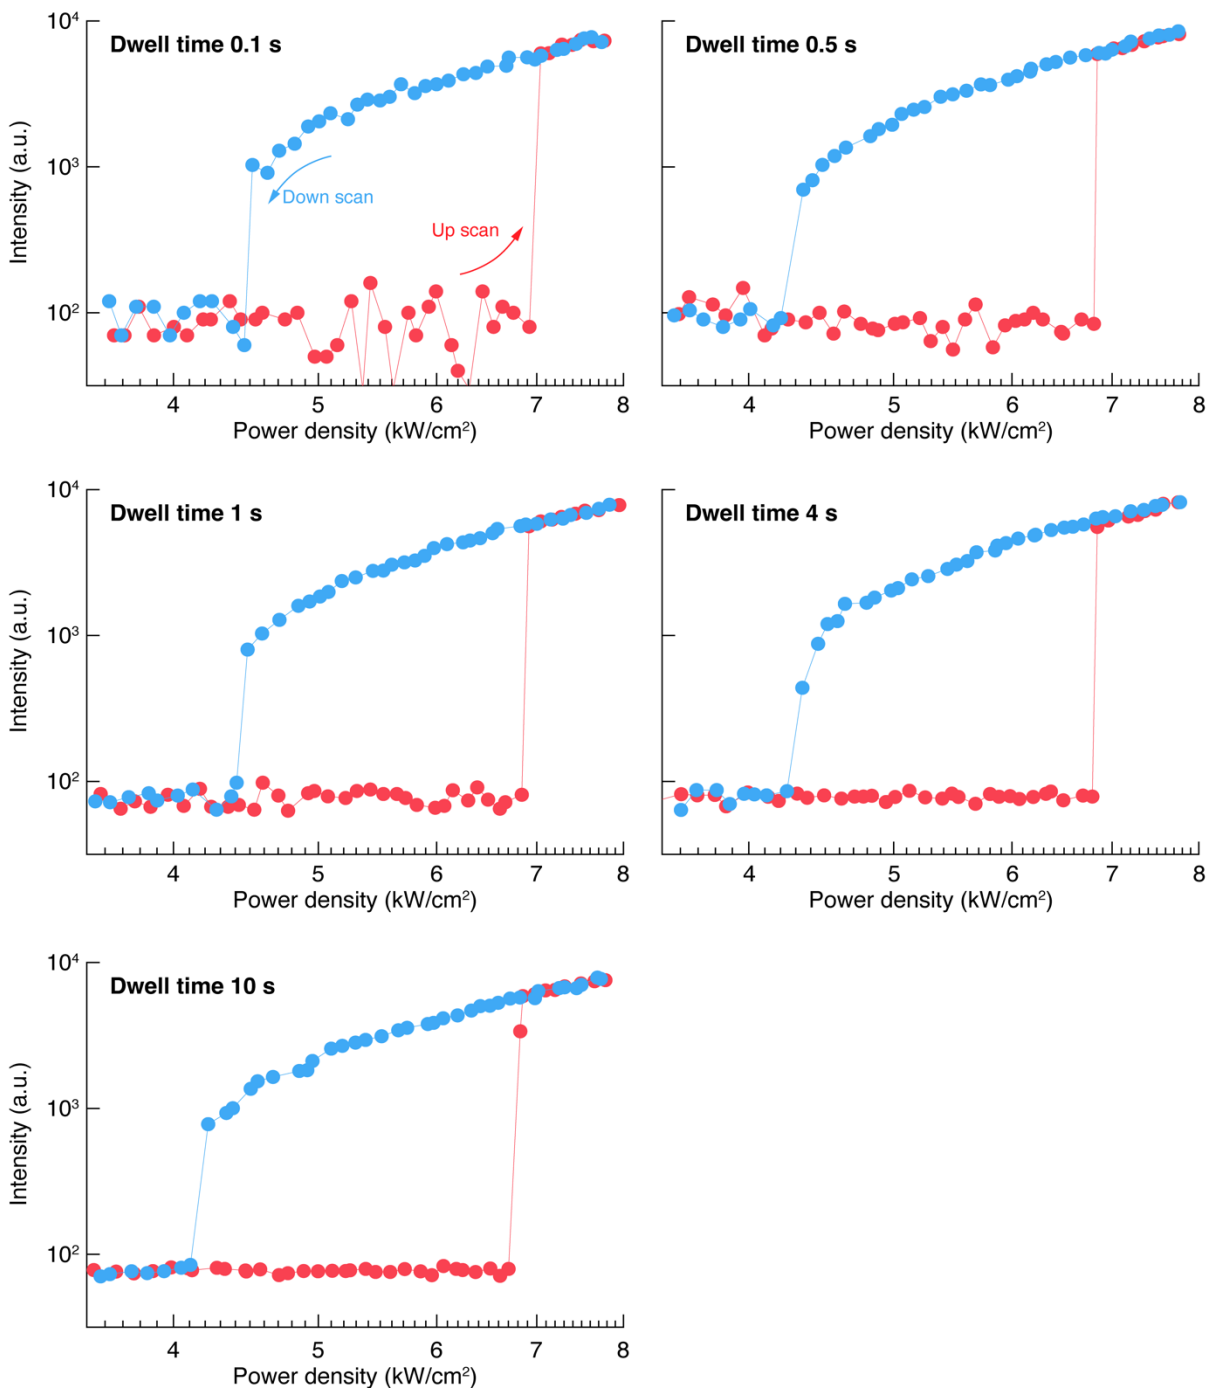 Dwell time 0.1 s
10⁴
10³
10²
Intensity (a.u.)
Down scan
Up scan
4 5 6 7 8
Power density (kW/cm²)
Dwell time 0.5 s
10⁴
10³
10²
Intensity (a.u.)
4 5 6 7 8
Power density (kW/cm²)
Dwell time 1 s
10⁴
10³
10²
Intensity (a.u.)
4 5 6 7 8
Power density (kW/cm²)
Dwell time 4 s
10⁴
10³
10²
Intensity (a.u.)
4 5 6 7 8
Power density (kW/cm²)
Dwell time 10 s
10⁴
10³
10²
Intensity (a.u.)
4 5 6 7 8
Power density (kW/cm²)